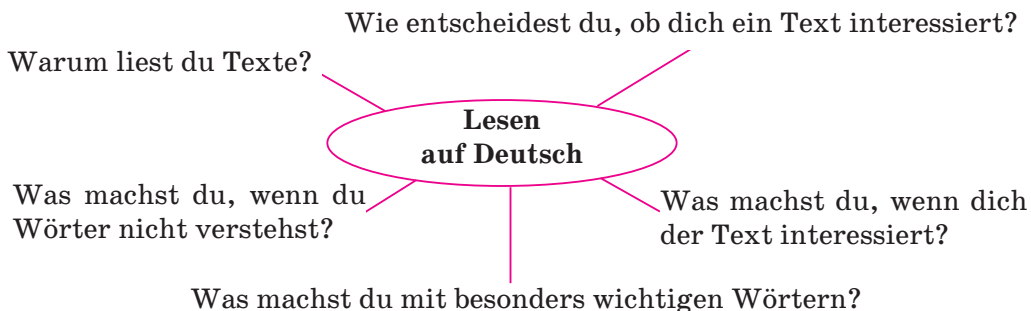 Wie entscheidest du, ob dich ein Text interessiert?
Warum liest du Texte?
Lesen
auf Deutsch
Was machst du, wenn du
Wörter nicht verstehst?
Was machst du, wenn dich
der Text interessiert?
Was machst du mit besonders wichtigen Wörtern?